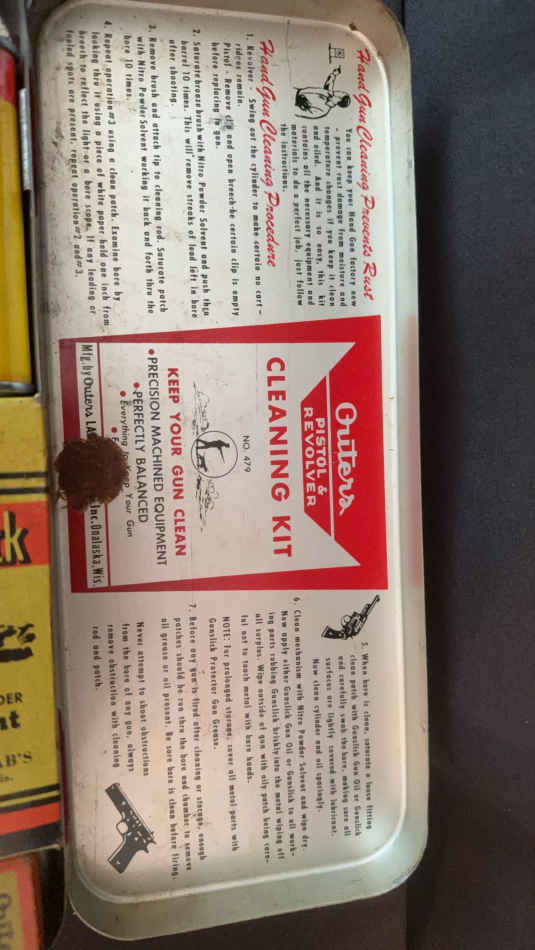 Hand Gun Cleaning Prevents Rust
You can keep your Hand Gun factory new
- prevent rust damage from moisture and
temperature changes if you keep it clean
and oiled. And it is so easy, this kit
contains all the necessary equipment and
materials to do a perfect job. just follow
the instructions.
Hand Gun Cleaning Procedure
1. Revolver - Swing out the cylinder to make certain no cart-
ridges remain.
Pistol - Remove clip and open breech-be certain clip is empty
before replacing in gun.
2. Saturate bronze brush with Nitro Powder Solvent and push thru
barrel 10 times. This will remove streaks of lead left in bore
after shooting.
3. Remove brush and attach tip to cleaning rod. Saturate patch
with Nitro Powder Solvent working it back and forth thru the
bore 10 times.
4. Repeat operation #3 using a clean patch. Examine bore by
looking thru it using a piece of white paper held one inch from
breech to reflect the light or a bore scope. If any leading or
fouled spots are present, repeat operation #2 and #3.
Outers
PISTOL &
REVOLVER
CLEANING KIT
NO. 479
KEEP YOUR GUN CLEAN
• PRECISION MACHINED EQUIPMENT
• PERFECTLY BALANCED
• Everything to Keep Your Gun
Mfg. by Outers LA
Inc. Onalaska, Wis.
5. When bore is clean, saturate a loose fitting
clean patch with Gunslick Gun Oil or Gunslick
and carefully swab the bore, making sure all
surfaces are lightly covered with lubricant.
Now clean cylinder and oil sparingly.
6. Clean mechanism with Nitro Powder Solvent and wipe dry.
Now apply either Gunslick Gun Oil or Gunslick to all work-
ing parts rubbing Gunslick briskly into the metal wiping off
all surplus. Wipe outside of gun with oily patch being care-
ful not to touch metal with bare hands.
NOTE: For prolonged storage, cover all metal parts with
Gunslick Protector Gun Grease.
7. Before any gun is fired after cleaning or storage, enough
patches should be run thru the bore and chamber to remove
all grease or oil present. Be sure bore is clean before firing.
Never attempt to shoot obstructions
from the bore of any gun, always
remove obstruction with cleaning
rod and patch.